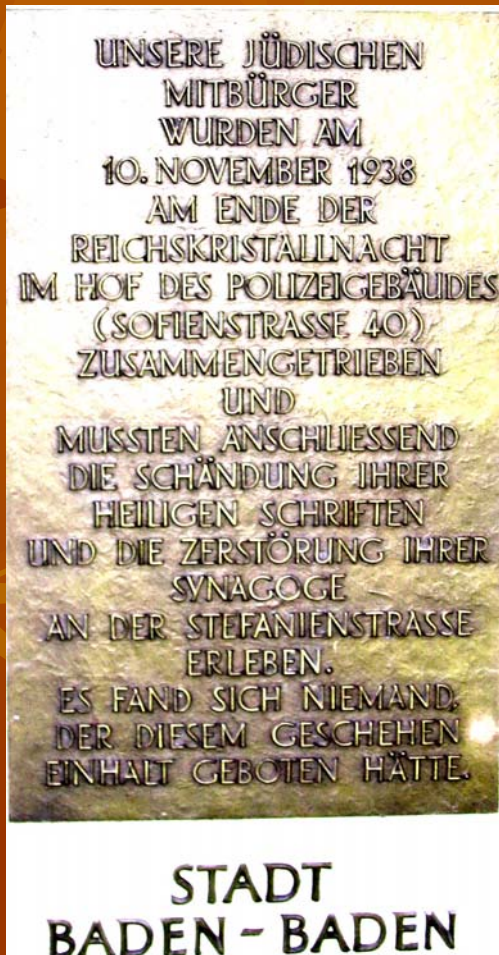 UNSERE JÜDISCHEN
MITBÜRGER
WURDEN AM
10. NOVEMBER 1938
AM ENDE DER
REICHSKRISTALLNACHT
IM HOF DES POLIZEIGEBÄUDES
(SOFIENSTRASSE 40)
ZUSAMMENGETRIEBEN
UND
MUSSTEN ANSCHLIESSEND
DIE SCHÄNDUNG IHRER
HEILIGEN SCHRIFTEN
UND DIE ZERSTÖRUNG IHRER
SYNAGOGE
AN DER STEFANIENSTRASSE
ERLEBEN.
ES FAND SICH NIEMAND,
DER DIESEM GESCHEHEN
EINHALT GEBOTEN HÄTTE.
STADT
BADEN-BADEN